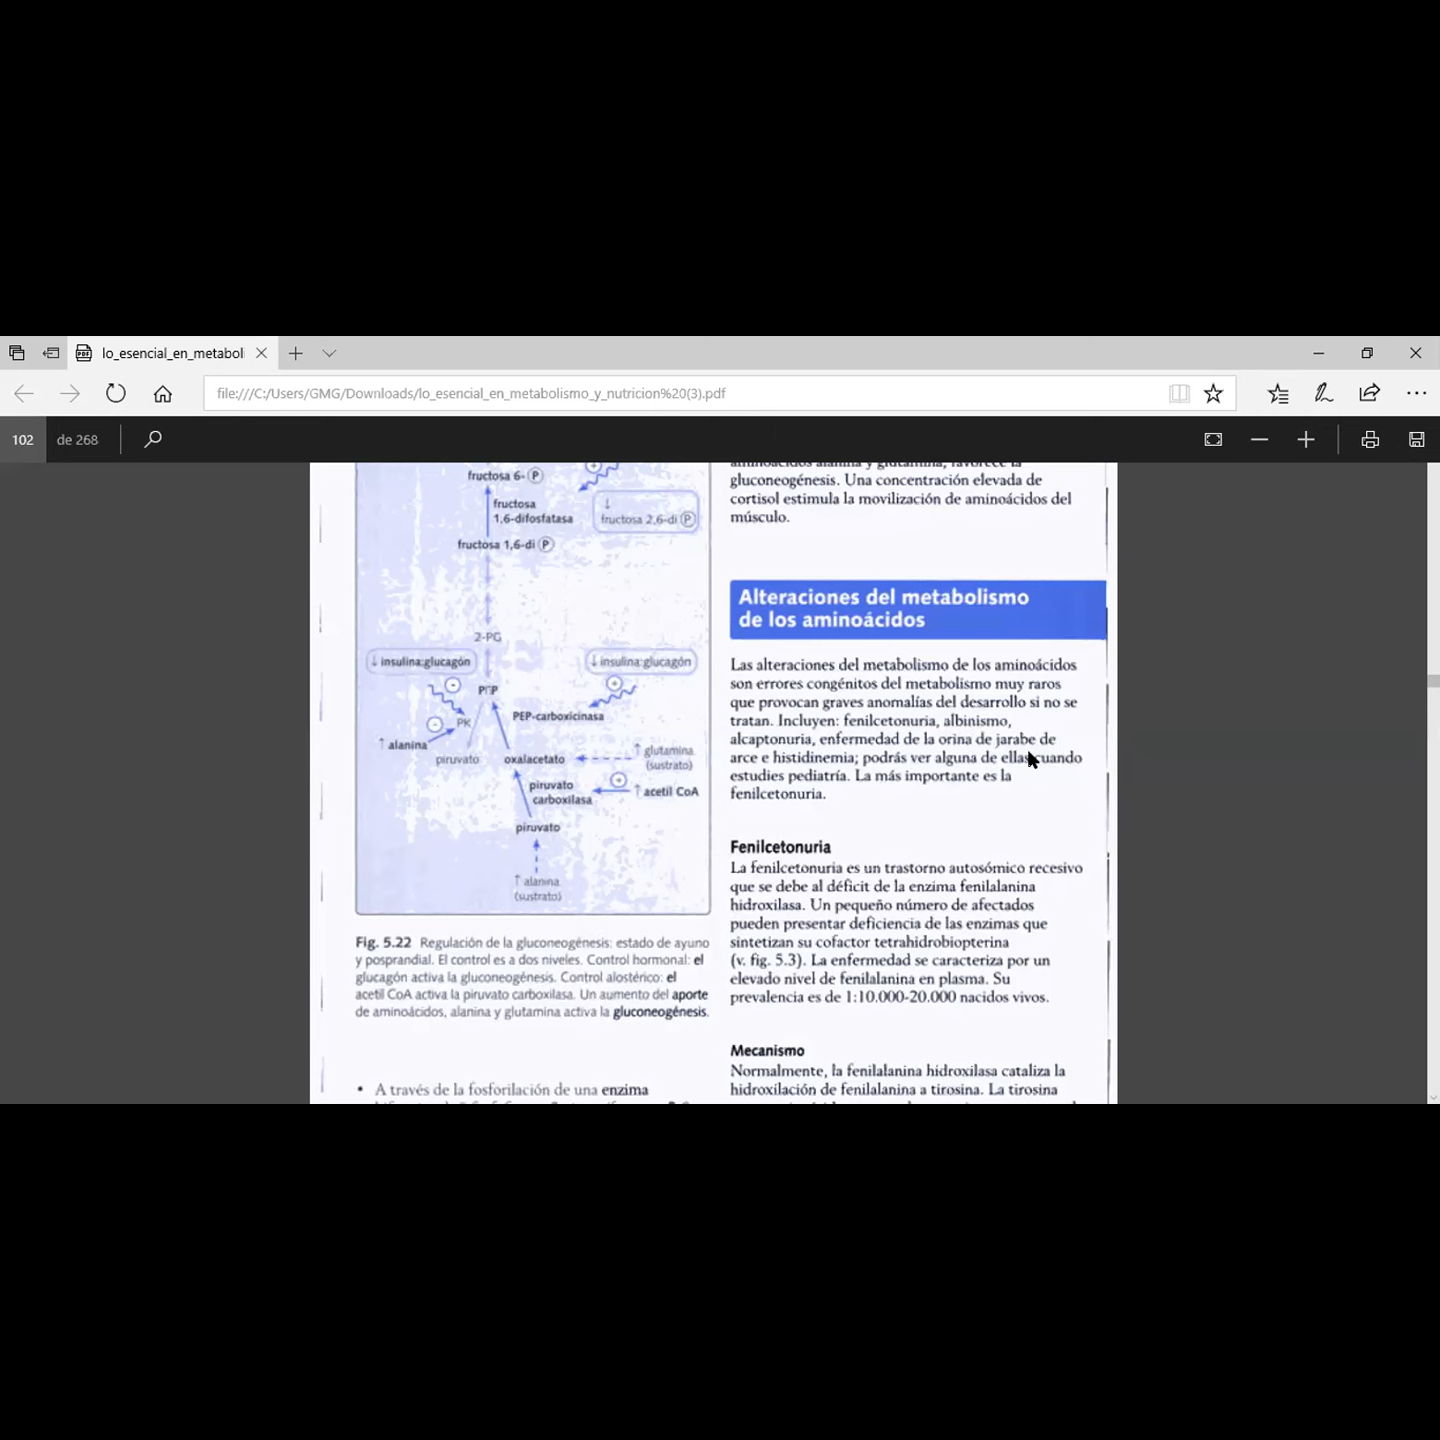 lo_esencial_en_metaboli
file:///C:/Users/GMG/Downloads/lo_esencial_en_metabolismo_y_nutricion%20(3).pdf
102 de 268
fructosa 6- P
fructosa
1,6-difosfatasa
↓
fructosa 2,6-di P
fructosa 1,6-di P
2-PG
↓ insulina:glucagón
↓ insulina:glucagón
-
+
PEP
PEP-carboxicinasa
-
PK
↑ alanina
piruvato
oxalacetato
↑ glutamina
(sustrato)
+
piruvato
carboxilasa
↑ acetil CoA
piruvato
↑ alanina
(sustrato)
Fig. 5.22 Regulación de la gluconeogénesis: estado de ayuno
y posprandial. El control es a dos niveles. Control hormonal: el
glucagón activa la gluconeogénesis. Control alostérico: el
acetil CoA activa la piruvato carboxilasa. Un aumento del aporte
de aminoácidos, alanina y glutamina activa la gluconeogénesis.
• A través de la fosforilación de una enzima
aminoácidos alanina y glutamina, favorece la
gluconeogénesis. Una concentración elevada de
cortisol estimula la movilización de aminoácidos del
músculo.
Alteraciones del metabolismo
de los aminoácidos
Las alteraciones del metabolismo de los aminoácidos
son errores congénitos del metabolismo muy raros
que provocan graves anomalías del desarrollo si no se
tratan. Incluyen: fenilcetonuria, albinismo,
alcaptonuria, enfermedad de la orina de jarabe de
arce e histidinemia; podrás ver alguna de ellas cuando
estudies pediatría. La más importante es la
fenilcetonuria.
Fenilcetonuria
La fenilcetonuria es un trastorno autosómico recesivo
que se debe al déficit de la enzima fenilalanina
hidroxilasa. Un pequeño número de afectados
pueden presentar deficiencia de las enzimas que
sintetizan su cofactor tetrahidrobiopterina
(v. fig. 5.3). La enfermedad se caracteriza por un
elevado nivel de fenilalanina en plasma. Su
prevalencia es de 1:10.000-20.000 nacidos vivos.
Mecanismo
Normalmente, la fenilalanina hidroxilasa cataliza la
hidroxilación de fenilalanina a tirosina. La tirosina